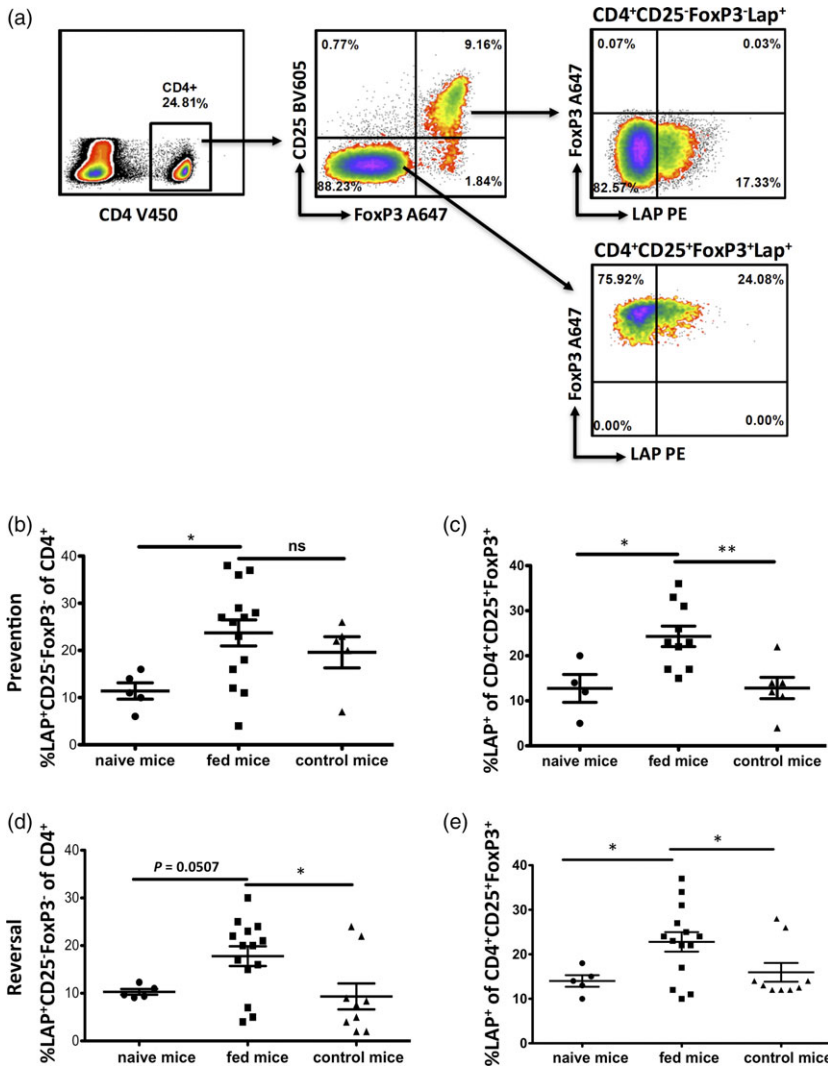 (a)
CD4+
24.81%
CD4 V450
0.77%
9.16%
88.23%
1.84%
CD25 BV605
FoxP3 A647
CD4+CD25-FoxP3-Lap+
0.07%
0.03%
82.57%
17.33%
FoxP3 A647
LAP PE
CD4+CD25+FoxP3+Lap+
75.92%
24.08%
0.00%
0.00%
FoxP3 A647
LAP PE
(b)
Prevention
%LAP+CD25-FoxP3- of CD4+
40
30
20
10
0
*
ns
naive mice
fed mice
control mice
(c)
%LAP+ of CD4+CD25+FoxP3+
40
30
20
10
0
*
**
naive mice
fed mice
control mice
(d)
Reversal
%LAP+CD25-FoxP3- of CD4+
40
30
20
10
0
P = 0.0507
*
naive mice
fed mice
control mice
(e)
%LAP+ of CD4+CD25+FoxP3+
40
30
20
10
0
*
*
naive mice
fed mice
control mice